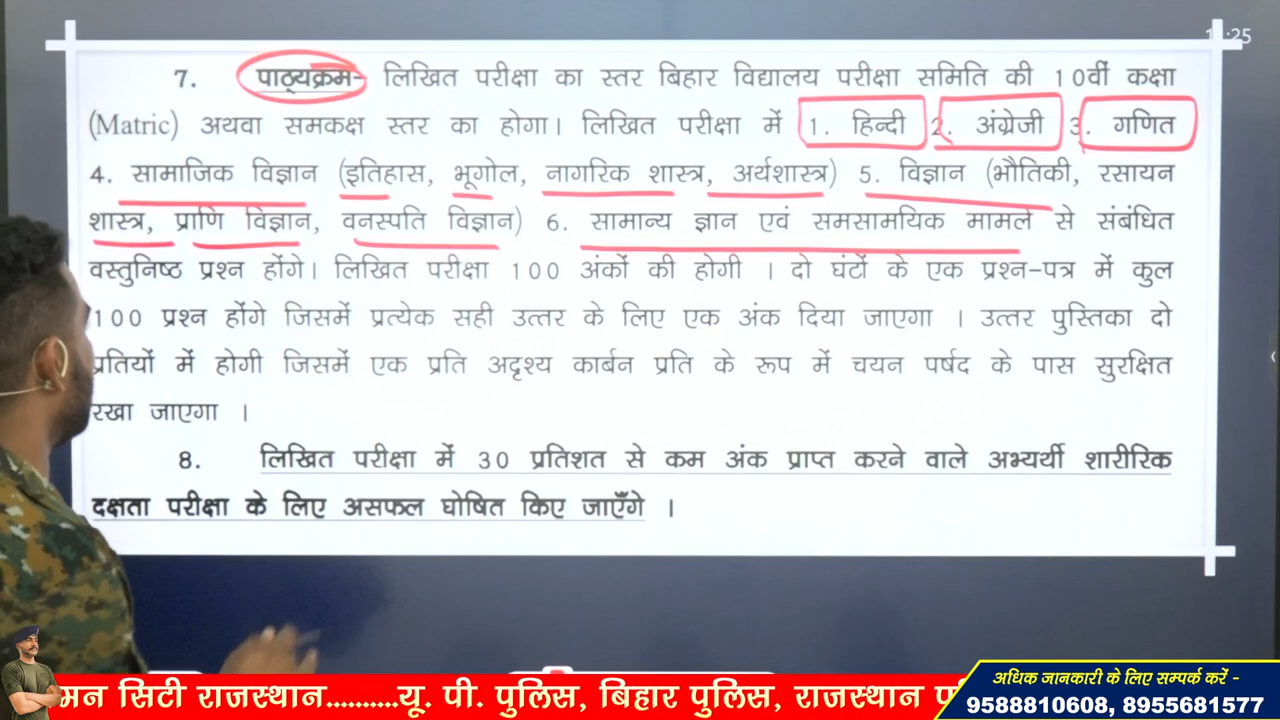 :25
7. पाठ्यक्रम- लिखित परीक्षा का स्तर बिहार विद्यालय परीक्षा समिति की 10वीं कक्षा
(Matric) अथवा समकक्ष स्तर का होगा। लिखित परीक्षा में 1. हिन्दी 2. अंग्रेजी 3. गणित
4. सामाजिक विज्ञान (इतिहास, भूगोल, नागरिक शास्त्र, अर्थशास्त्र) 5. विज्ञान (भौतिकी, रसायन
शास्त्र, प्राणि विज्ञान, वनस्पति विज्ञान) 6. सामान्य ज्ञान एवं समसामयिक मामले से संबंधित
वस्तुनिष्ठ प्रश्न होंगे। लिखित परीक्षा 100 अंकों की होगी । दो घंटों के एक प्रश्न-पत्र में कुल
100 प्रश्न होंगे जिसमें प्रत्येक सही उत्तर के लिए एक अंक दिया जाएगा । उत्तर पुस्तिका दो
प्रतियों में होगी जिसमें एक प्रति अदृश्य कार्बन प्रति के रूप में चयन पर्षद के पास सुरक्षित
रखा जाएगा ।
8. लिखित परीक्षा में 30 प्रतिशत से कम अंक प्राप्त करने वाले अभ्यर्थी शारीरिक
दक्षता परीक्षा के लिए असफल घोषित किए जाएँगे ।
मन सिटी राजस्थान..........यू. पी. पुलिस, बिहार पुलिस, राजस्थान
अधिक जानकारी के लिए सम्पर्क करें -
9588810608, 8955681577